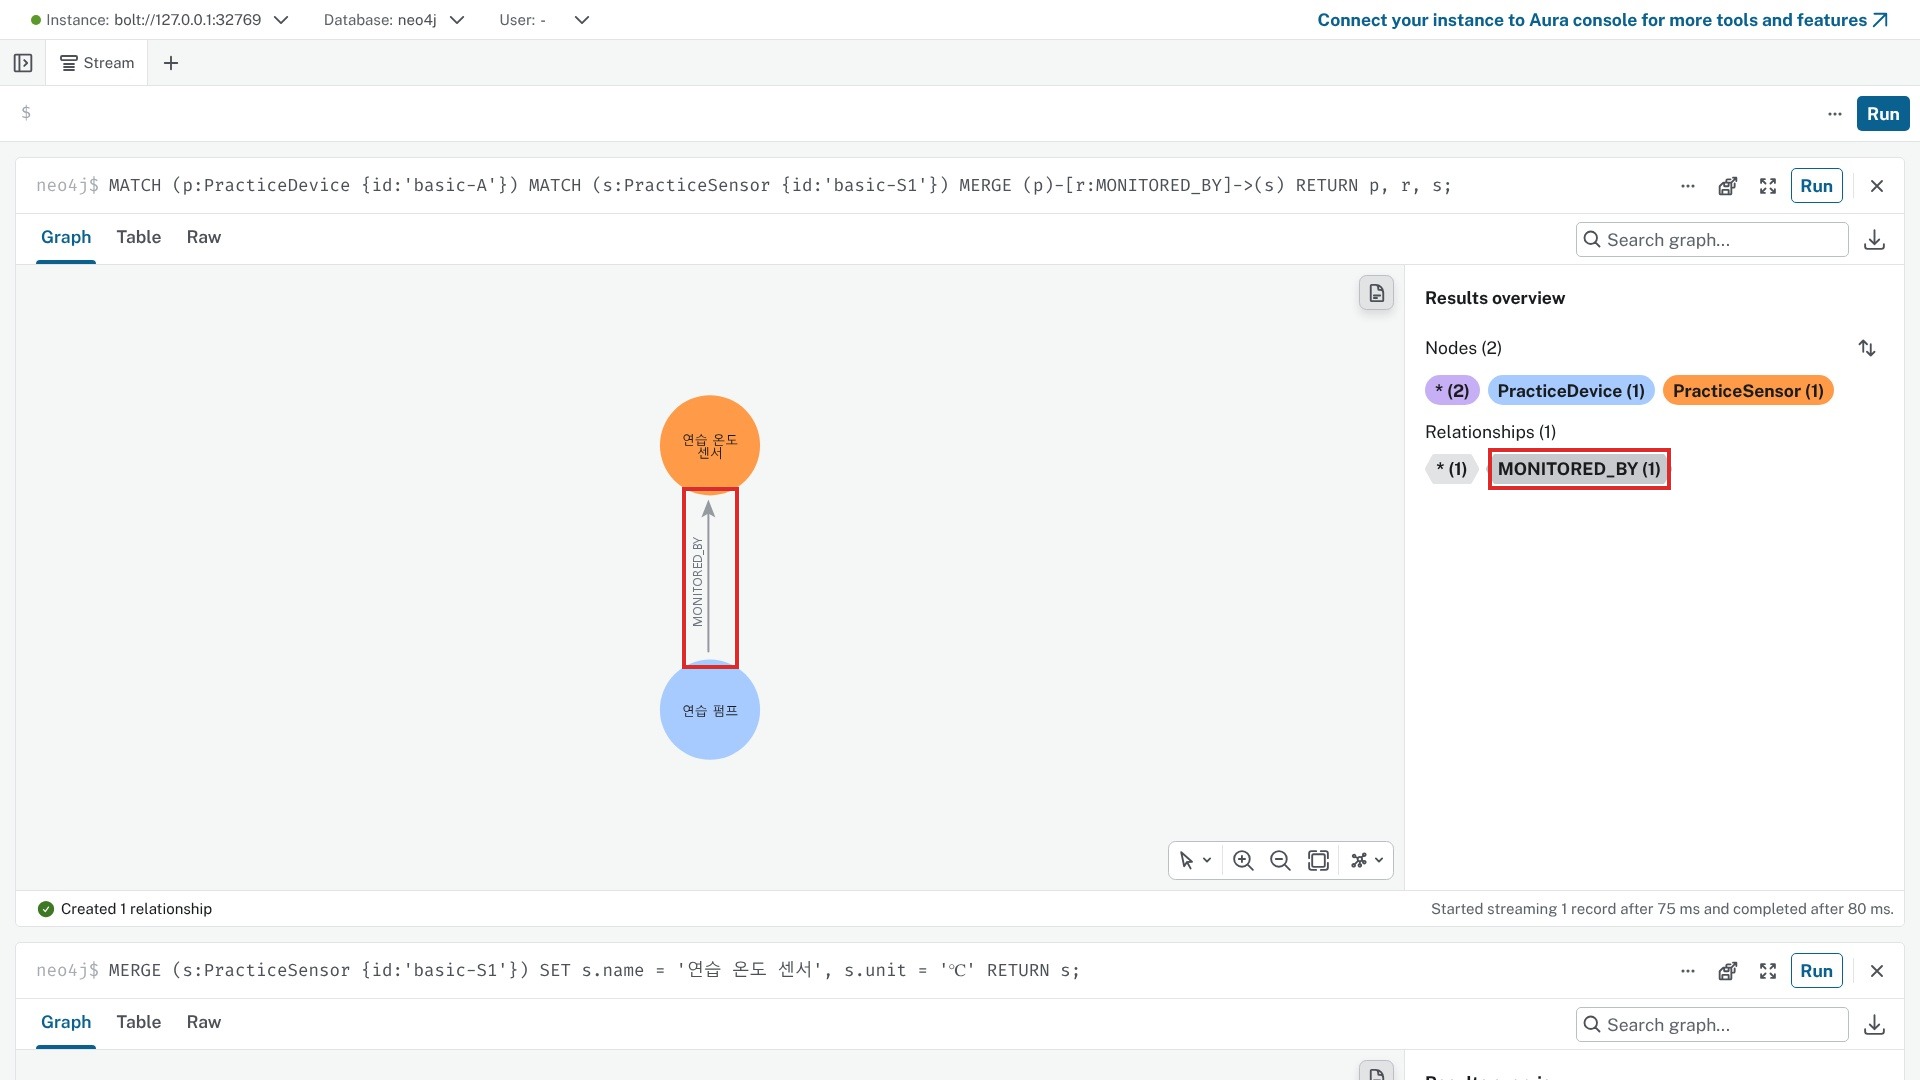 Instance: bolt://127.0.0.1:32769 Database: neo4j User: - Connect your instance to Aura console for more tools and features
Stream
$ Run
neo4j$ MATCH (p:PracticeDevice {id:'basic-A'}) MATCH (s:PracticeSensor {id:'basic-S1'}) MERGE (p)-[r:MONITORED_BY]->(s) RETURN p, r, s; Run
Graph Table Raw Search graph...
Results overview
Nodes (2)
* (2) PracticeDevice (1) PracticeSensor (1)
Relationships (1)
* (1) MONITORED_BY (1)
연습 온도
센서
MONITORED_BY
연습 펌프
Created 1 relationship Started streaming 1 record after 75 ms and completed after 80 ms.
neo4j$ MERGE (s:PracticeSensor {id:'basic-S1'}) SET s.name = '연습 온도 센서', s.unit = '℃' RETURN s; Run
Graph Table Raw Search graph...